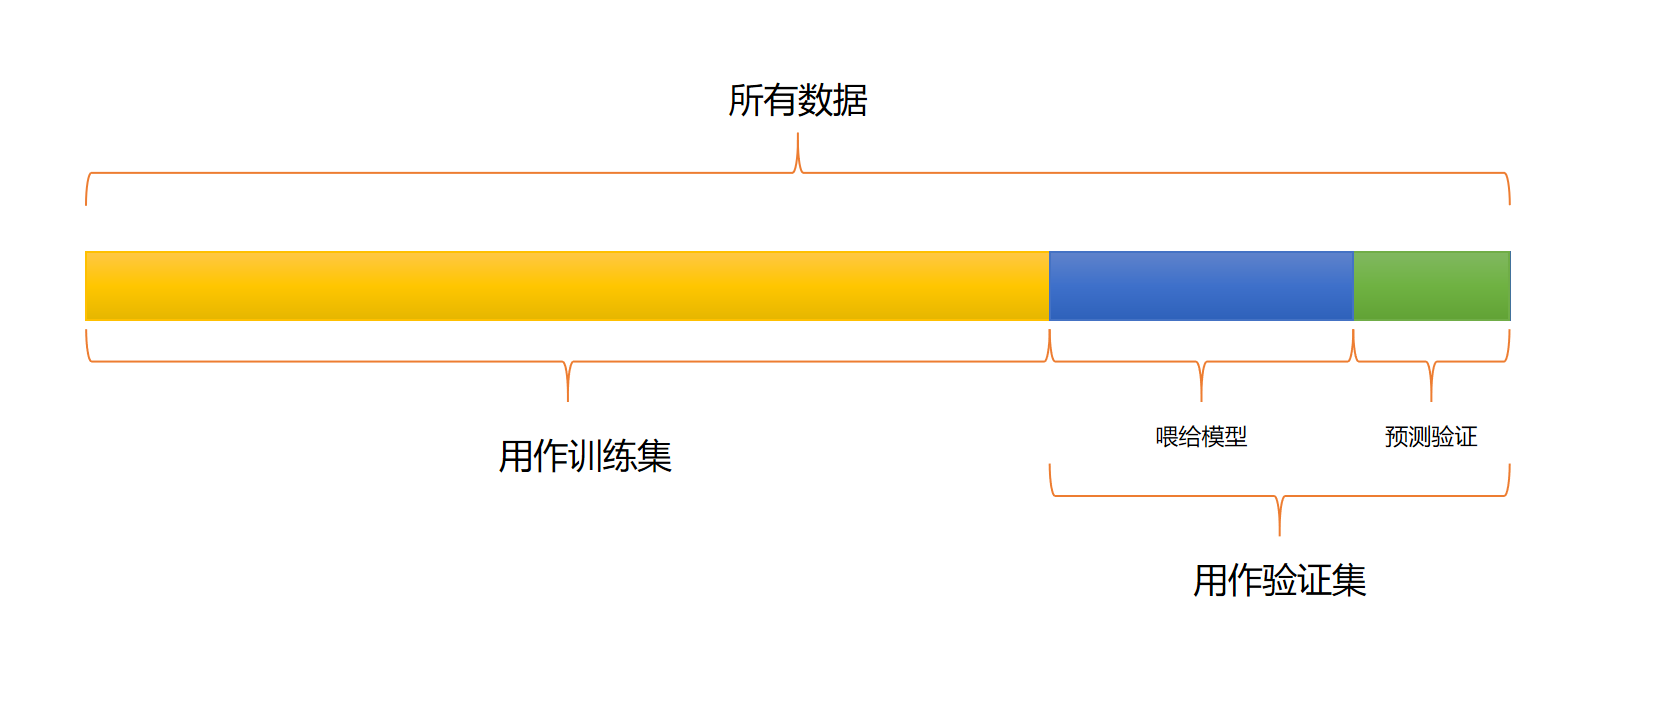 所有数据
用作训练集
喂给模型
预测验证
用作验证集